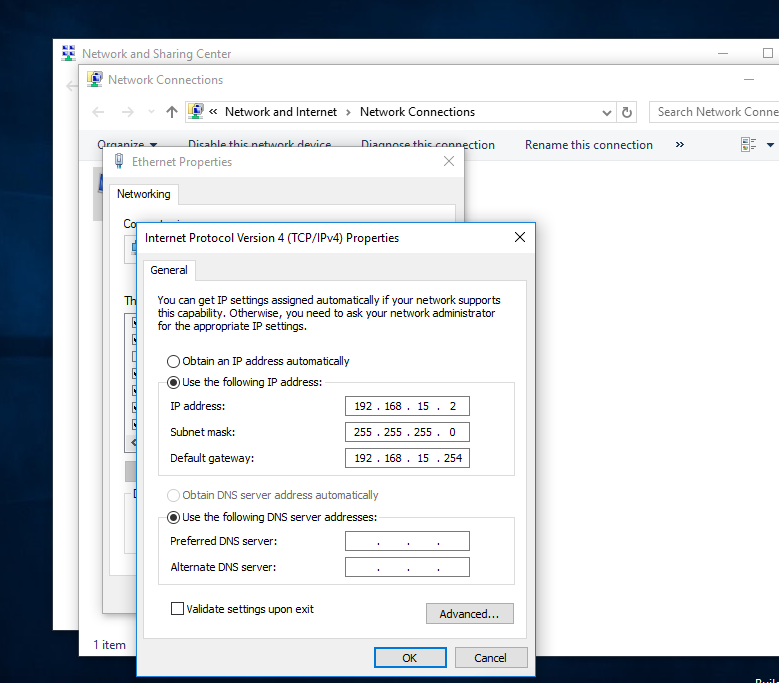 Network and Sharing Center
Network Connections
« Network and Internet › Network Connections
Search Network Conne
Organize Disable this network device Diagnose this connection Rename this connection »
Ethernet Properties
Networking
Co
Th
Internet Protocol Version 4 (TCP/IPv4) Properties
General
You can get IP settings assigned automatically if your network supports
this capability. Otherwise, you need to ask your network administrator
for the appropriate IP settings.
Obtain an IP address automatically
Use the following IP address:
IP address: 192 . 168 . 15 . 2
Subnet mask: 255 . 255 . 255 . 0
Default gateway: 192 . 168 . 15 . 254
Obtain DNS server address automatically
Use the following DNS server addresses:
Preferred DNS server: . . .
Alternate DNS server: . . .
Validate settings upon exit
Advanced...
1 item
OK Cancel